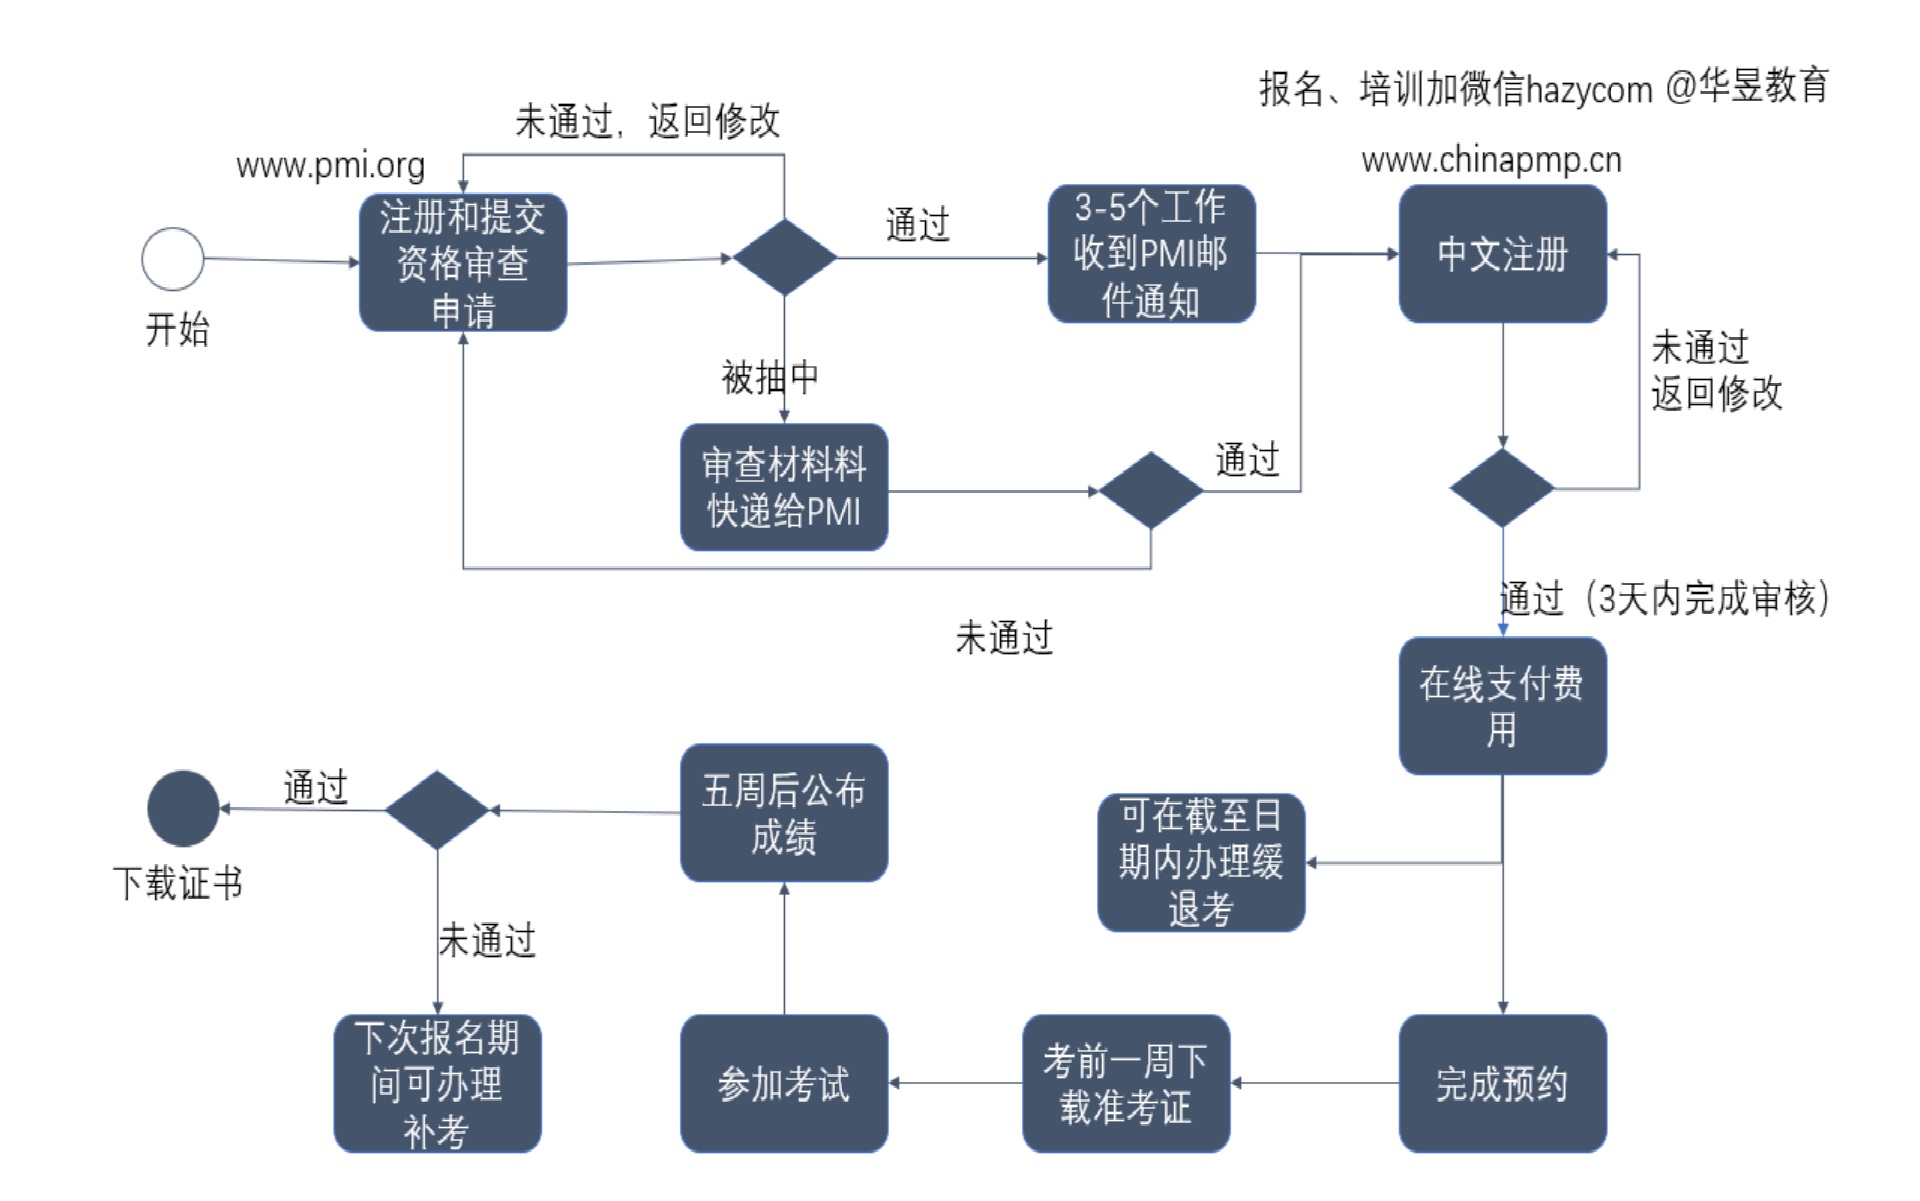 报名、培训加微信hazycom @华昱教育
未通过，返回修改
www.pmi.org
www.chinapmp.cn
注册和提交
资格审查
申请
通过
3-5个工作
收到PMI邮
件通知
中文注册
开始
未通过
返回修改
被抽中
审查材料料
快递给PMI
通过
通过（3天内完成审核）
未通过
在线支付费
用
五周后公布
成绩
通过
可在截至日
期内办理缓
退考
下载证书
未通过
下次报名期
间可办理
补考
参加考试
考前一周下
载准考证
完成预约